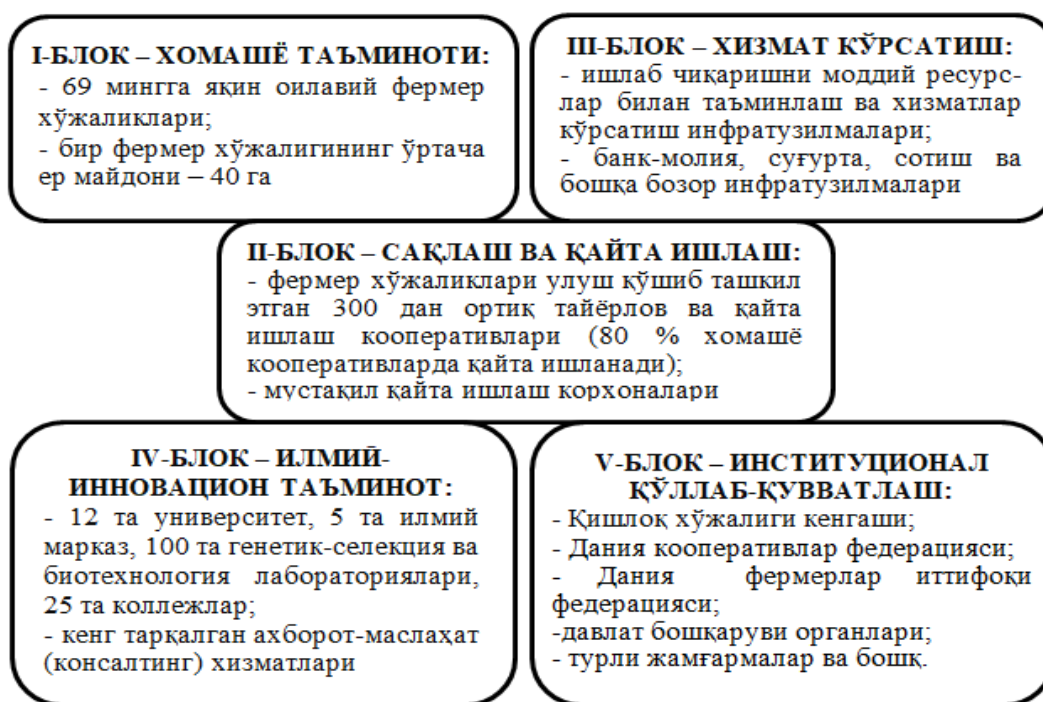 I-БЛОК – ХОМАШЁ ТАЪМИНОТИ:
- 69 мингга яқин оилавий фермер
хўжаликлари;
- бир фермер хўжалигининг ўртача
ер майдони – 40 га
III-БЛОК – ХИЗМАТ КЎРСАТИШ:
- ишлаб чиқаришни моддий ресурс-
лар билан таъминлаш ва хизматлар
кўрсатиш инфратузилмалари;
- банк-молия, суғурта, сотиш ва
бошқа бозор инфратузилмалари
II-БЛОК – САҚЛАШ ВА ҚАЙТА ИШЛАШ:
- фермер хўжаликлари улуш қўшиб ташкил
этган 300 дан ортиқ тайёрлов ва қайта
ишлаш кооперативлари (80 % хомашё
кооперативларда қайта ишланади);
- мустақил қайта ишлаш корхоналари
IV-БЛОК – ИЛМИЙ-
ИННОВАЦИОН ТАЪМИНОТ:
- 12 та университет, 5 та илмий
марказ, 100 та генетик-селекция ва
биотехнология лабораториялари,
25 та коллежлар;
- кенг тарқалган ахборот-маслаҳат
(консалтинг) хизматлари
V-БЛОК – ИНСТИТУЦИОНАЛ
ҚЎЛЛАБ-ҚУВВАТЛАШ:
- Қишлоқ хўжалиги кенгаши;
- Дания кооперативлар федерацияси;
- Дания фермерлар иттифоқи
федерацияси;
-давлат бошқаруви органлари;
- турли жамғармалар ва бошқ.